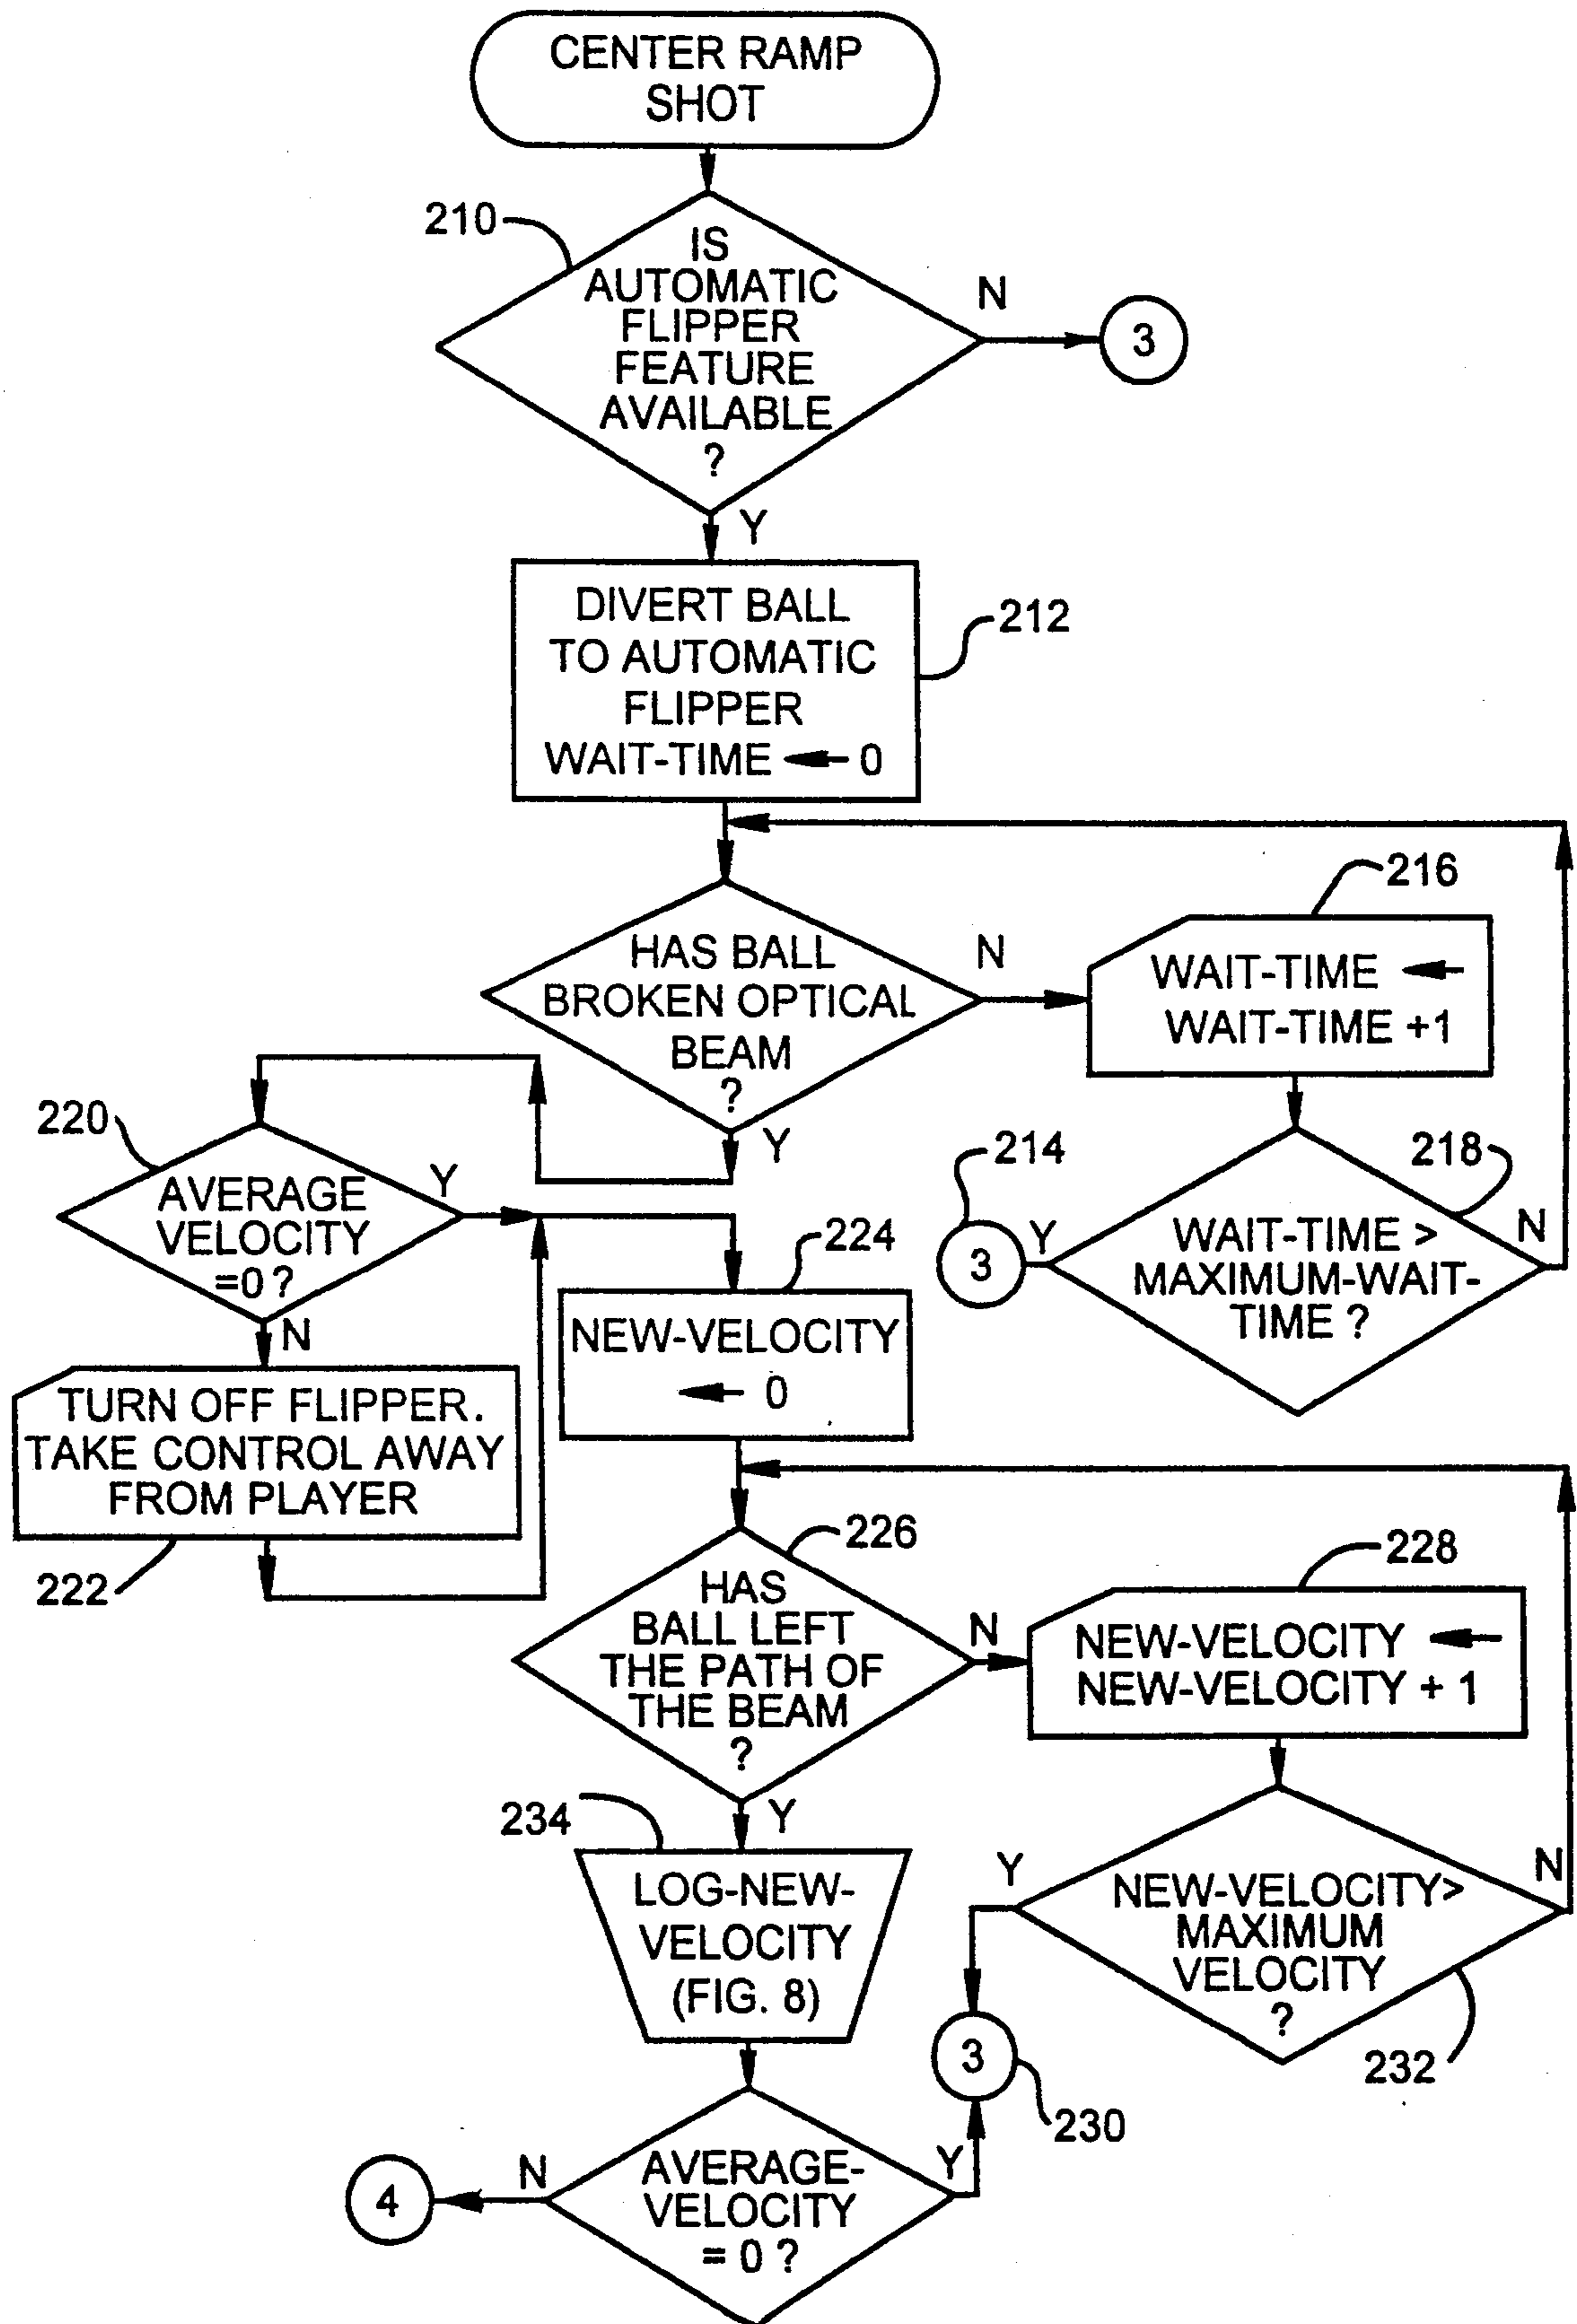 CENTER RAMP
SHOT
210
IS
AUTOMATIC
FLIPPER
FEATURE
AVAILABLE
?
N
3
Y
DIVERT BALL
TO AUTOMATIC
FLIPPER
WAIT-TIME ← 0
212
HAS BALL
BROKEN OPTICAL
BEAM
?
N
Y
216
WAIT-TIME ←
WAIT-TIME +1
214
3
Y
218
WAIT-TIME >
MAXIMUM-WAIT-
TIME ?
N
220
AVERAGE
VELOCITY
=0 ?
Y
N
TURN OFF FLIPPER.
TAKE CONTROL AWAY
FROM PLAYER
222
224
NEW-VELOCITY
← 0
226
HAS
BALL LEFT
THE PATH OF
THE BEAM
?
N
Y
228
NEW-VELOCITY ←
NEW-VELOCITY + 1
Y
NEW-VELOCITY>
MAXIMUM
VELOCITY
?
N
232
234
LOG-NEW-
VELOCITY
(FIG. 8)
3
230
AVERAGE-
VELOCITY
= 0 ?
Y
N
4